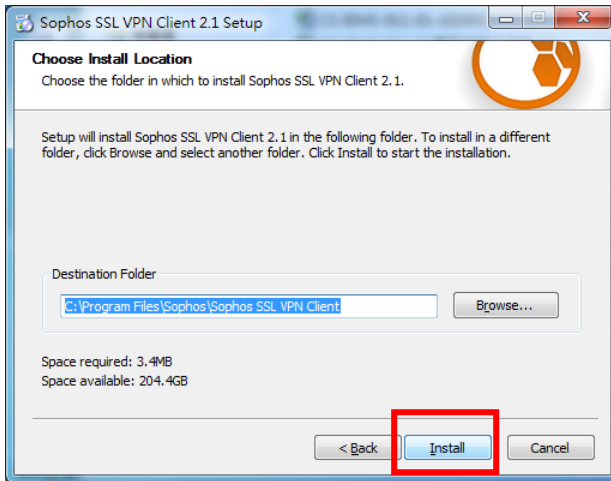 Sophos SSL VPN Client 2.1 Setup
Choose Install Location
Choose the folder in which to install Sophos SSL VPN Client 2.1.
Setup will install Sophos SSL VPN Client 2.1 in the following folder. To install in a different
folder, click Browse and select another folder. Click Install to start the installation.
Destination Folder
C:\Program Files\Sophos\Sophos SSL VPN Client
Browse...
Space required: 3.4MB
Space available: 204.4GB
< Back
Install
Cancel